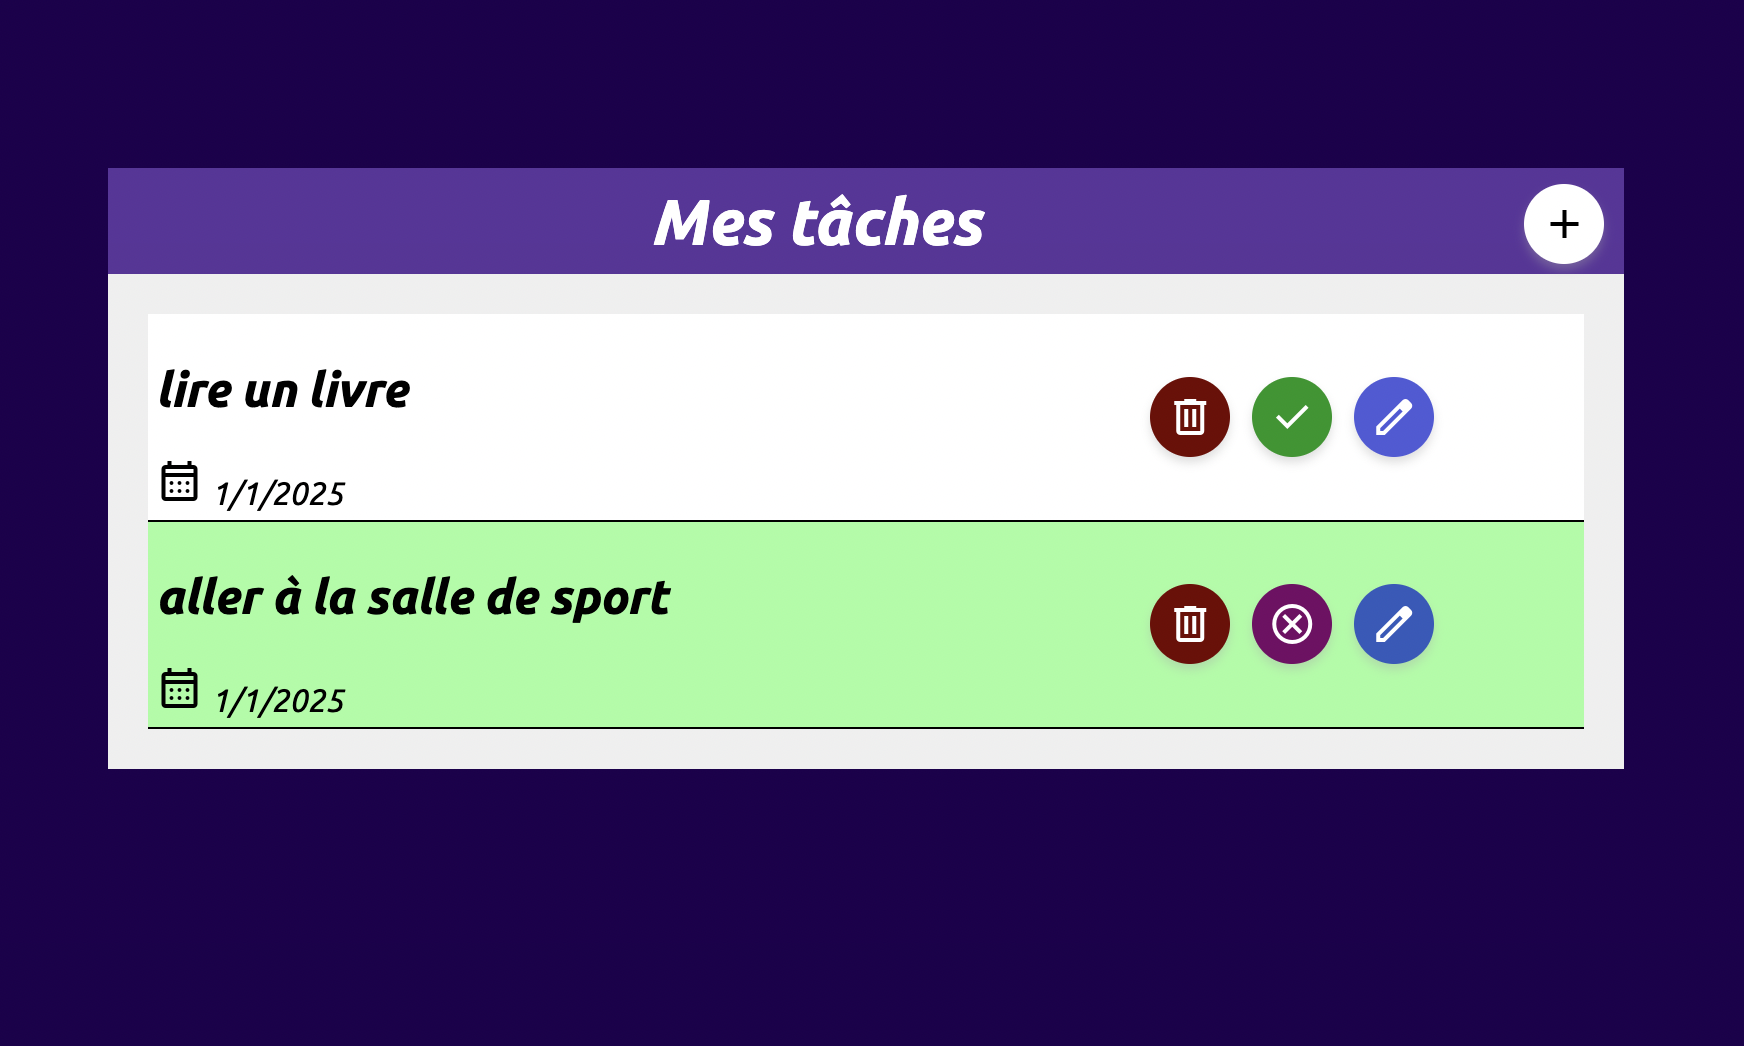 Mes tâches
lire un livre
1/1/2025
aller à la salle de sport
1/1/2025